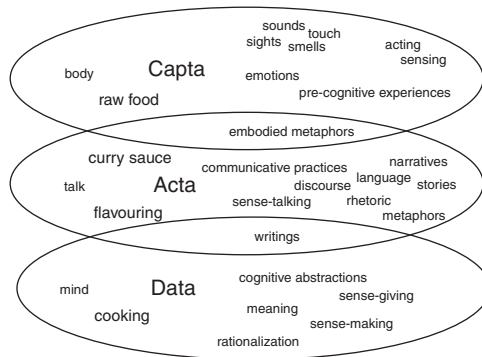 sounds
touch
sights
smells
acting
sensing
body
Capta
emotions
raw food
pre-cognitive experiences
embodied metaphors
curry sauce
communicative practices
narratives
talk
Acta
discourse
language
stories
flavouring
sense-talking
rhetoric
metaphors
writings
mind
Data
cognitive abstractions
sense-giving
cooking
meaning
sense-making
rationalization